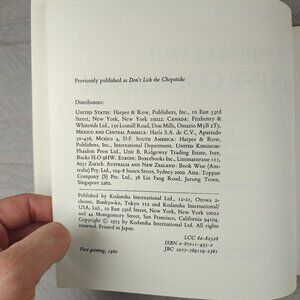 Previously published as Don't Lick the Chopsticks
Distributors:
UNITED STATES: Harper & Row, Publishers, Inc., 10 East 53rd
Street, New York, New York 10022. CANADA: Fitzhenry &
Whiteside Ltd., 150 Lesmill Road, Don Mills, Ontario M3B 2T5.
MEXICO AND CENTRAL AMERICA: Harla S.A. de C.V., Apartado
30-456, Mexico 4, D.F. SOUTH AMERICA: Harper & Row,
Publishers, Inc. International Department. UNITED KINGDOM:
Phaidon Press Ltd., Unit B, Ridgeway Trading Estate, Iver,
Bucks SL0 9HW. EUROPE: Boxerbooks Inc., Limmatstrasse 111,
8031 Zurich. AUSTRALIA AND NEW ZEALAND: Book Wise (Aus-
tralia) Pty., Ltd., 104-8 Sussex Street, Sydney 2000. ASIA: Toppan
Company (S) Pte. Ltd., 38 Liu Fang Road, Jurong Town,
Singapore 2262.
Published by Kodansha International Ltd., 12-21, Otowa 2-
chome, Bunkyo-ku, Tokyo 112 and Kodansha International/
USA, Ltd., 10 East 53rd Street, New York, New York 10022
and 44 Montgomery Street, San Francisco, California 94104.
Copyright © 1973 by Kodansha International Ltd. All rights
reserved. Printed in Japan.
LCC 80-82528
ISBN 0-87011-435-2
JBC 2077-789159-2361
First printing, 1980